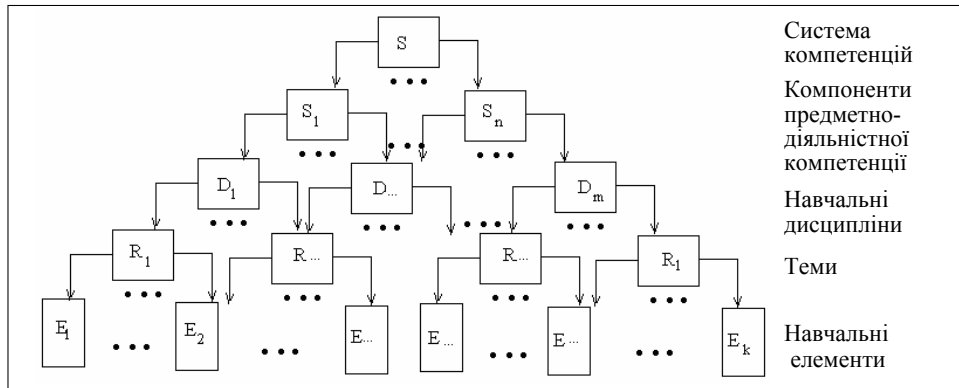 S
Система
компетенцій
• • •
S1 Sn
Компоненти
предметно-
діяльністної
компетенції
• • • • • • • • •
D1 D... Dm
Навчальні
дисципліни
• • • • • • • • • • • •
R1 R... R... R1
Теми
• • • • • • • • • • • •
E1 E2 E... E... E... Ek
• • • • • • • • • • • •
Навчальні
елементи